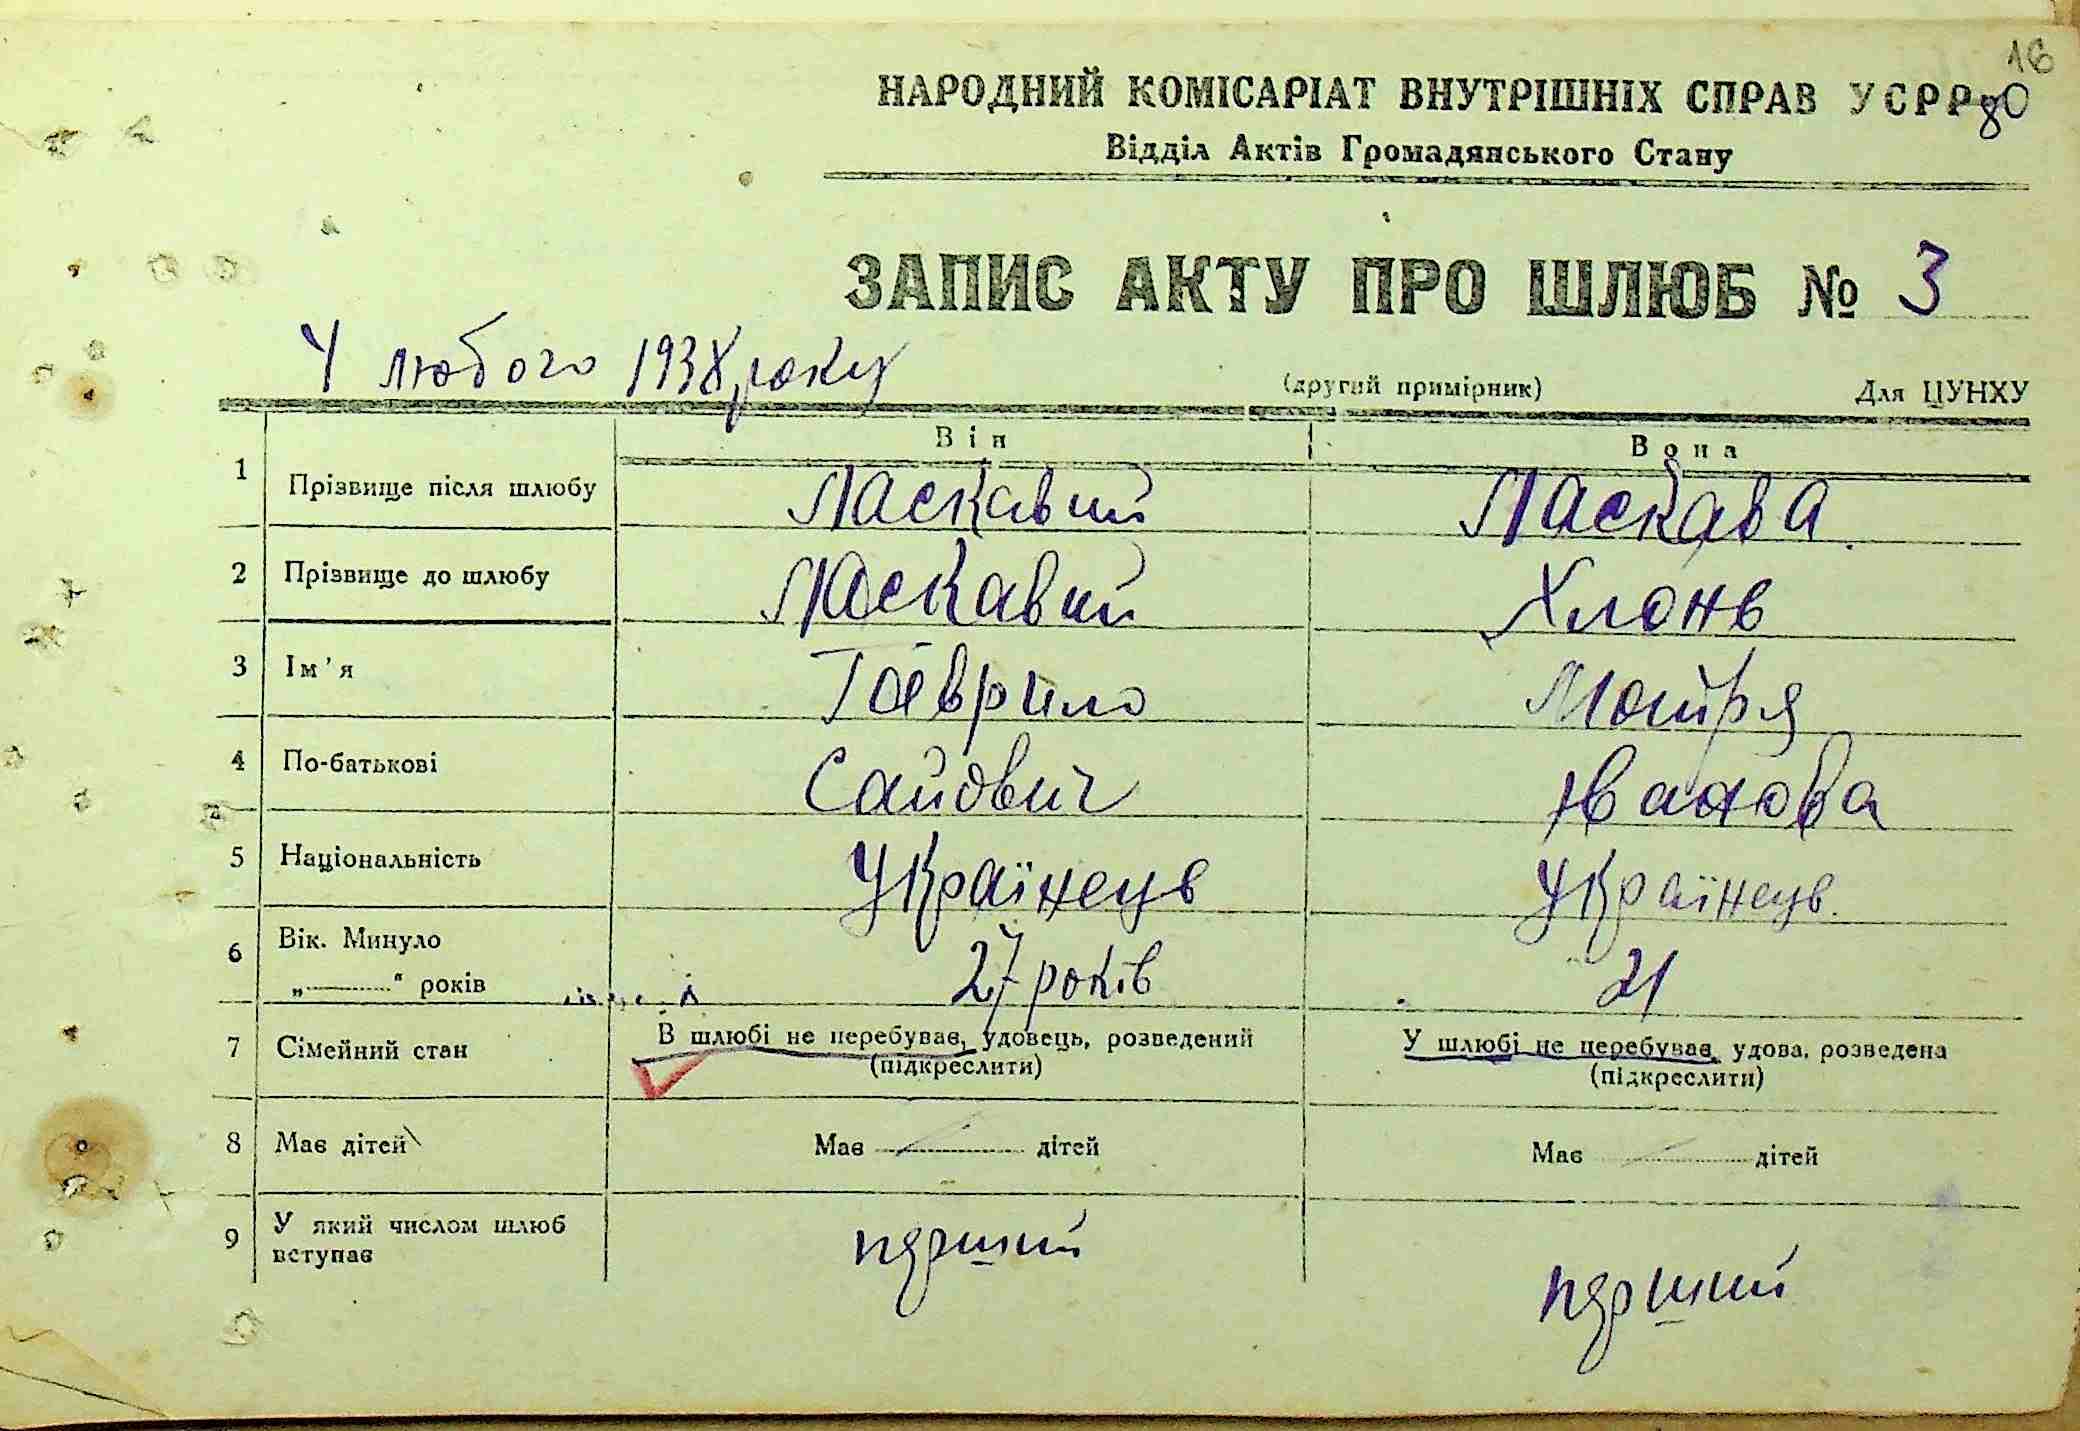 16
НАРОДНИЙ КОМІСАРІАТ ВНУТРІШНІХ СПРАВ УСРР 80
Відділ Актів Громадянського Стану
ЗАПИС АКТУ ПРО ШЛЮБ № 3
4 любого 1938 року
(другий примірник) Для ЦУНХУ
Він Вона
1 Прізвище після шлюбу Ласкавий Ласкава
2 Прізвище до шлюбу Ласкавий Хлонь
3 Ім'я Гаврило Мотря
4 По-батькові Савович Іванова
5 Національність Українець Українець
6 Вік. Минуло
„ “ років 27 років 21
7 Сімейний стан В шлюбі не перебував, удовець, розведений У шлюбі не перебував, удова, розведена
(підкреслити) (підкреслити)
8 Має дітей Має дітей Має дітей
9 У який числом шлюб
вступає перший перший